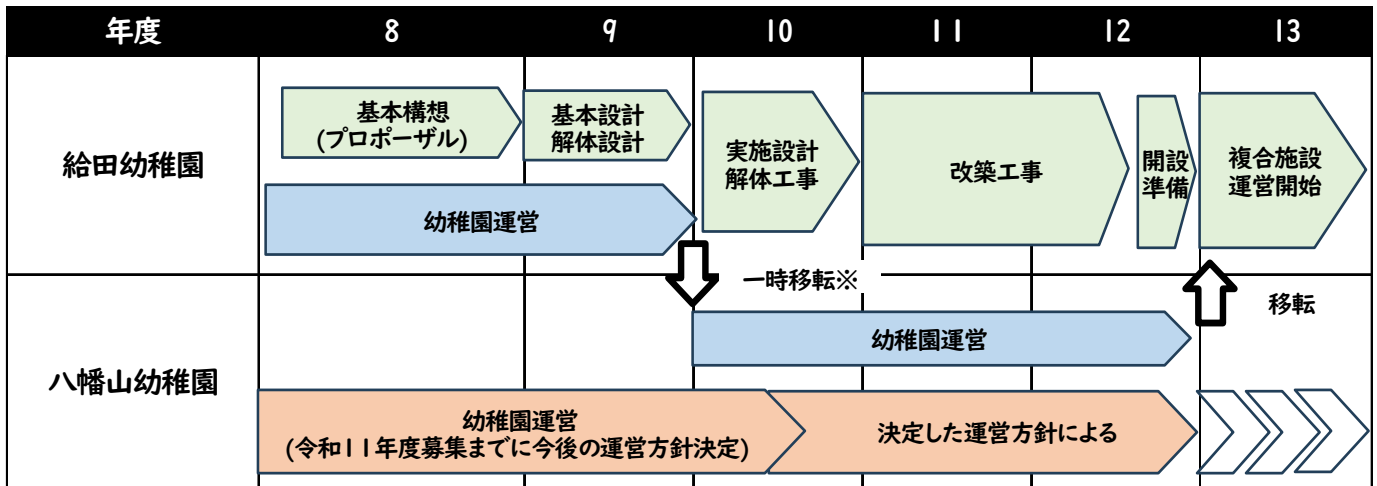 年度 8 9 10 11 12 13
給田幼稚園
基本構想
(プロポーザル)
基本設計
解体設計
実施設計
解体工事
改築工事
開設
準備
複合施設
運営開始
幼稚園運営
一時移転※
移転
八幡山幼稚園
幼稚園運営
幼稚園運営
(令和11年度募集までに今後の運営方針決定)
決定した運営方針による